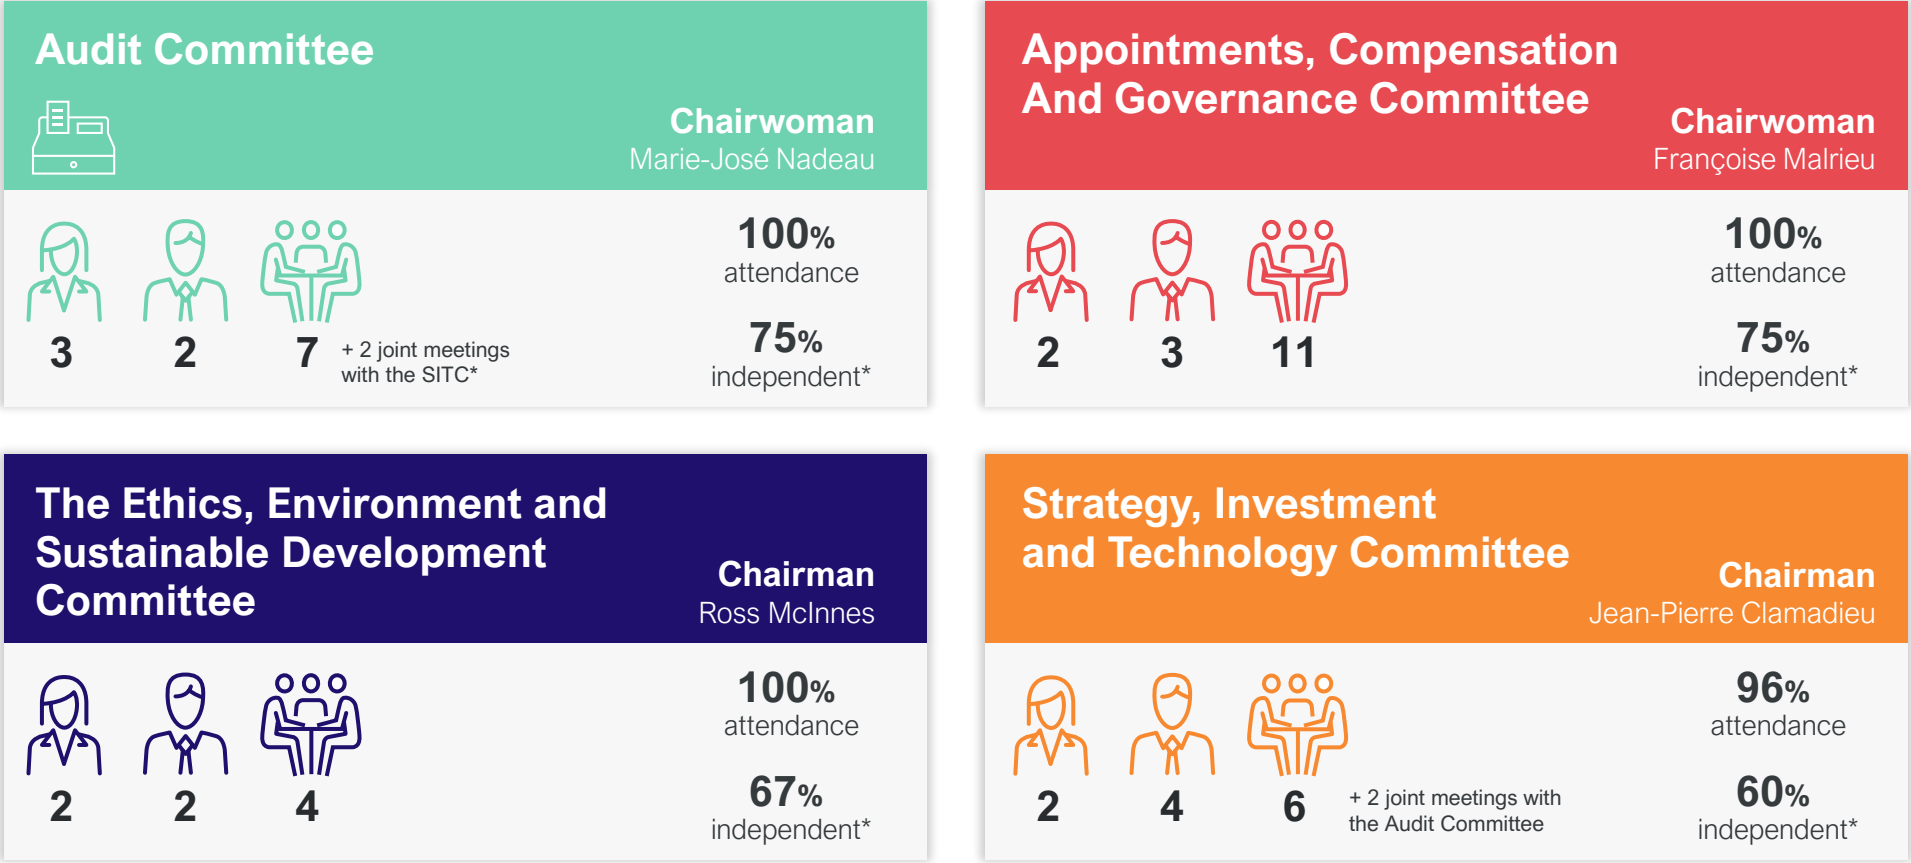 Audit Committee
Chairwoman
Marie-José Nadeau
3
2
7
+ 2 joint meetings
with the SITC*
100%
attendance
75%
independent*
Appointments, Compensation
And Governance Committee
Chairwoman
Françoise Malrieu
2
3
11
100%
attendance
75%
independent*
The Ethics, Environment and
Sustainable Development
Committee
Chairman
Ross McInnes
2
2
4
100%
attendance
67%
independent*
Strategy, Investment
and Technology Committee
Chairman
Jean-Pierre Clamadieu
2
4
6
+ 2 joint meetings with
the Audit Committee
96%
attendance
60%
independent*